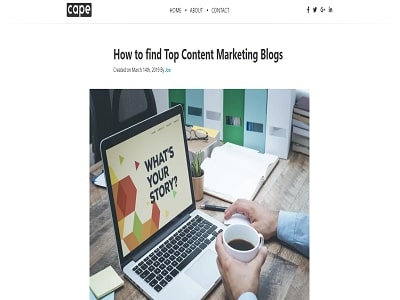 cape
HOME ABOUT CONTACT
How to find Top Content Marketing Blogs
Created on March 14th, 2019 By Joe
WHAT'S
YOUR
STORY?